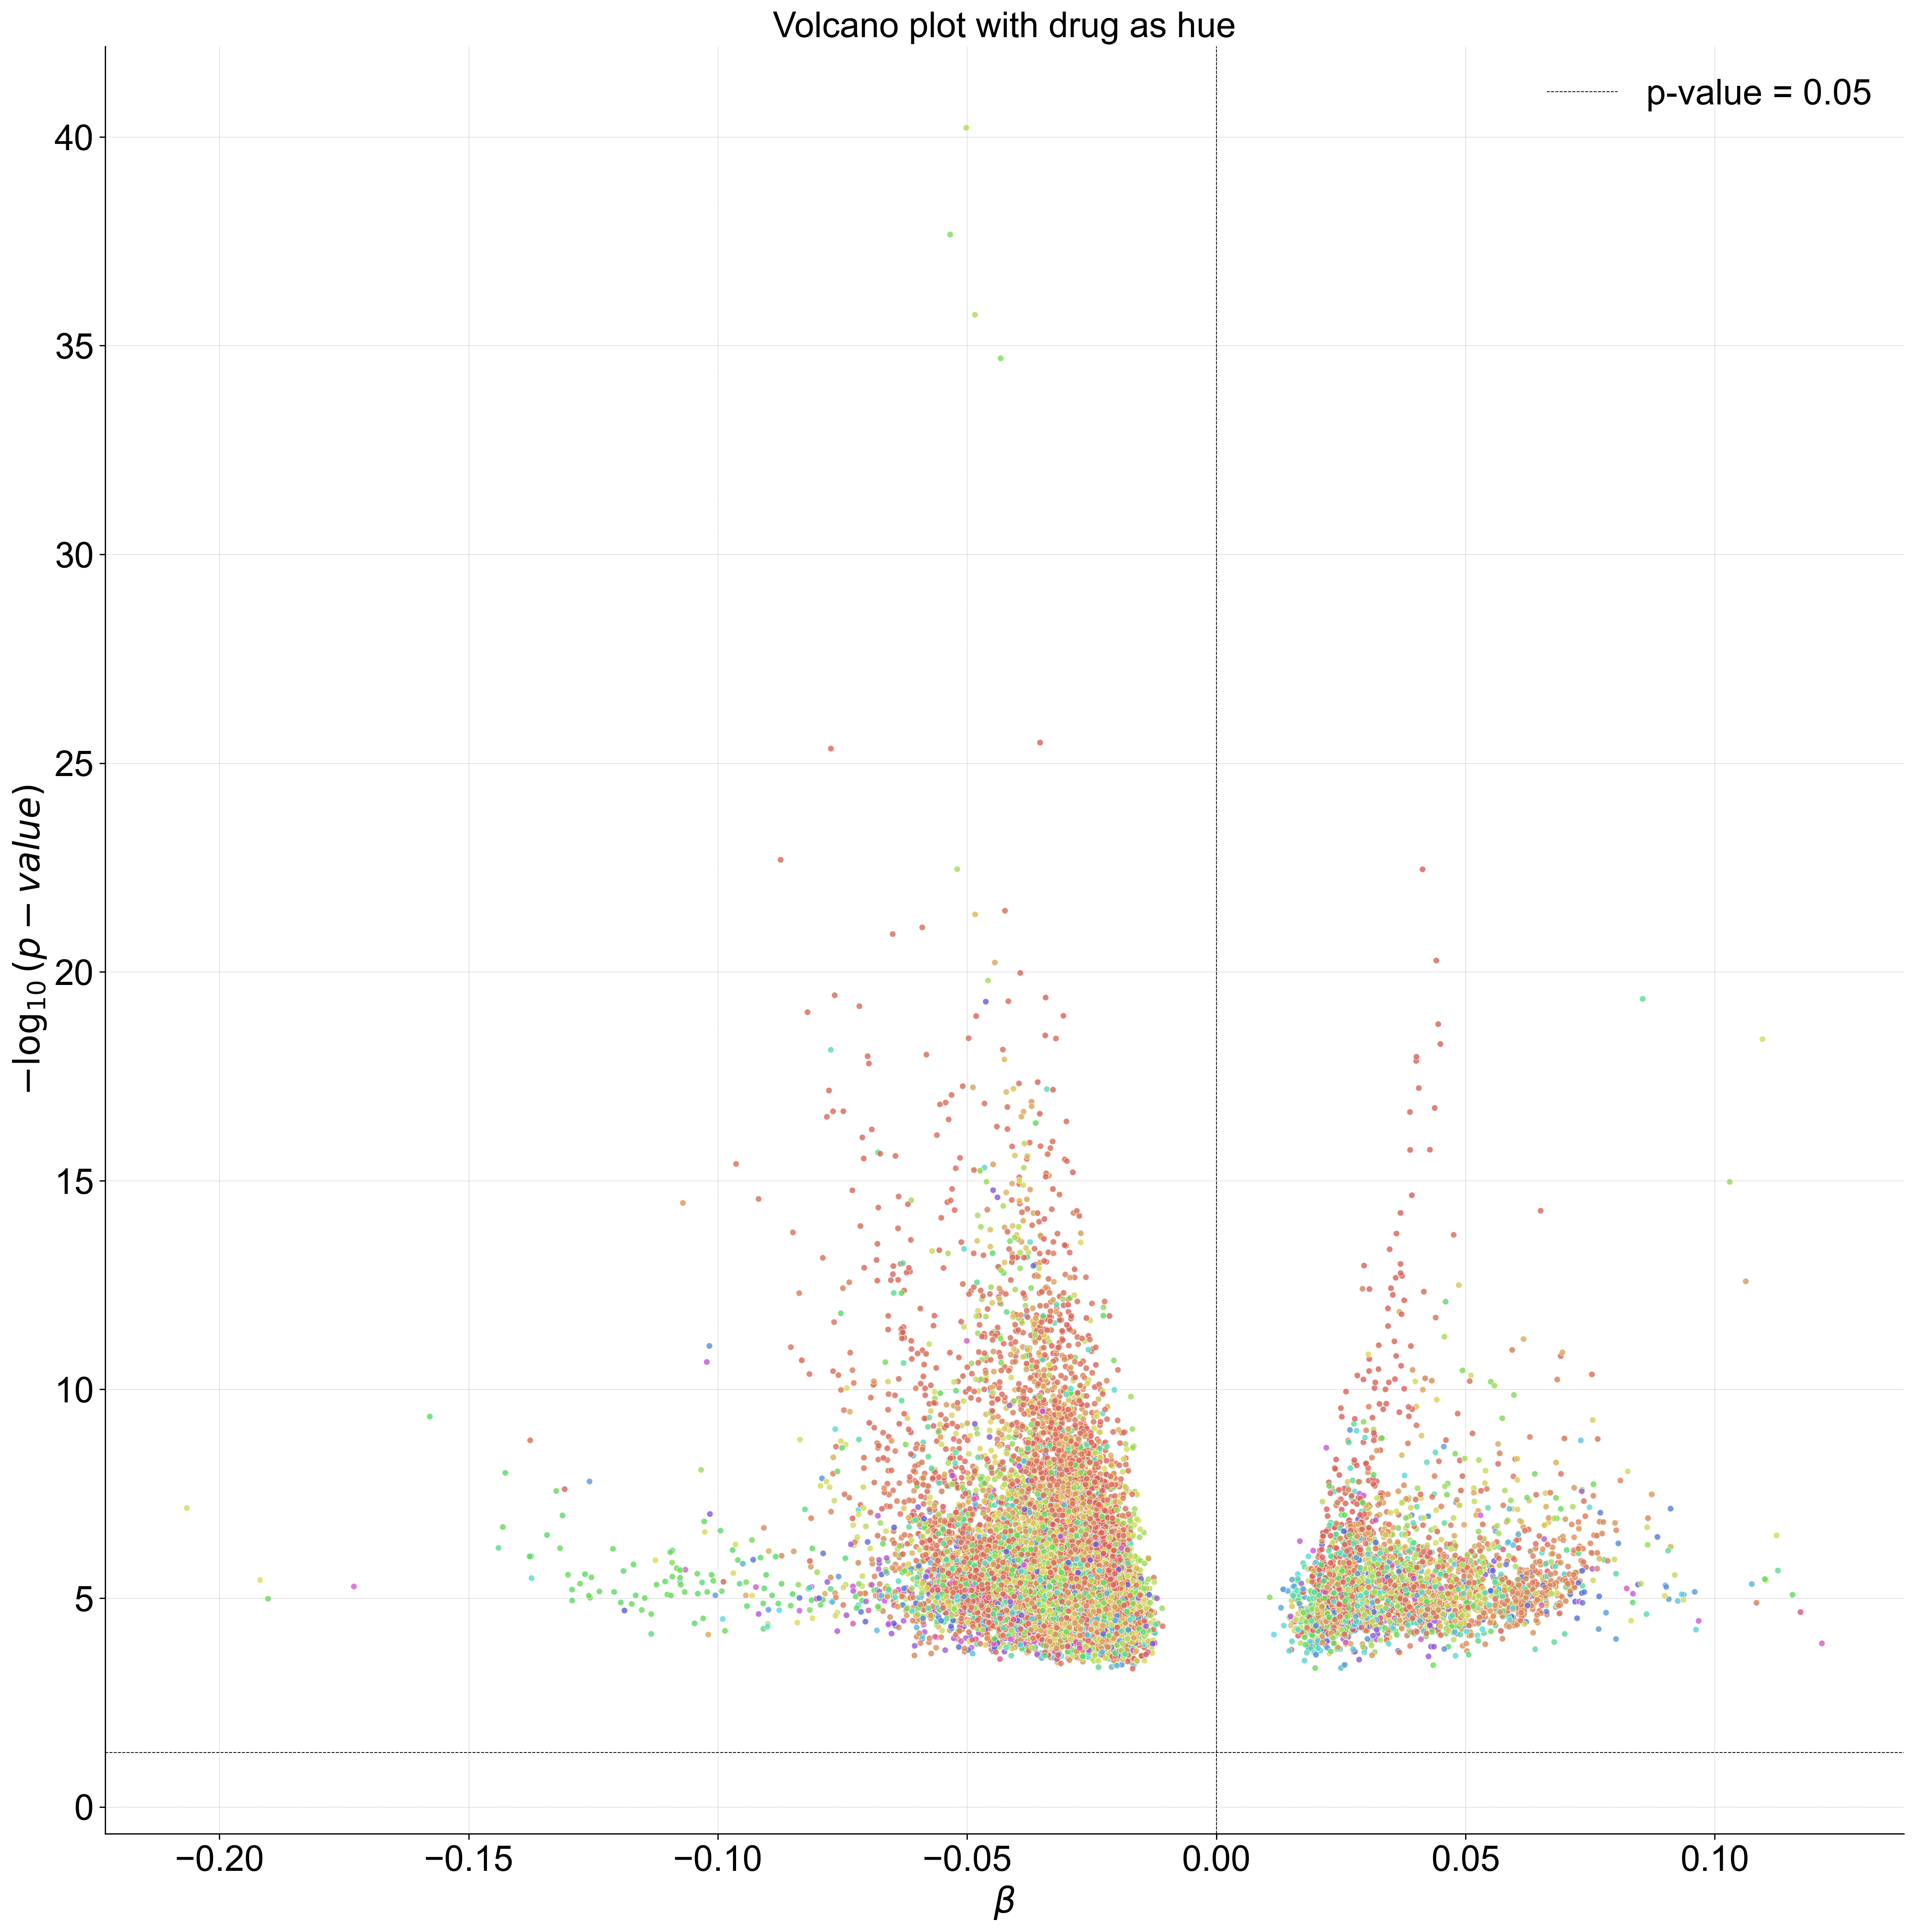 Volcano plot with drug as hue
p-value = 0.05
40
35
30
25
20
15
10
5
0
−log₁₀(p − value)
−0.20 −0.15 −0.10 −0.05 0.00 0.05 0.10
β